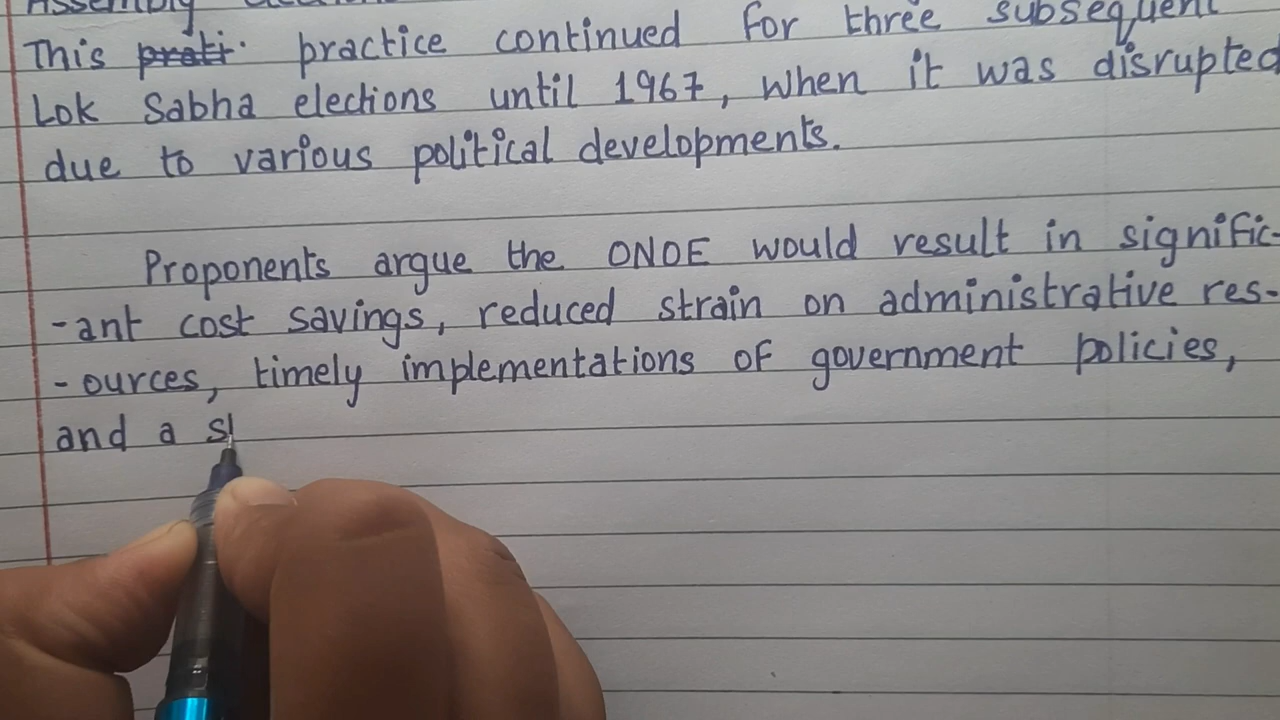 This prati. practice continued for three subsequent
Lok Sabha elections until 1967, when it was disrupted
due to various political developments.
Proponents argue the ONOE would result in signific-
-ant cost savings, reduced strain on administrative res-
-ources, timely implementations of government policies,
and a